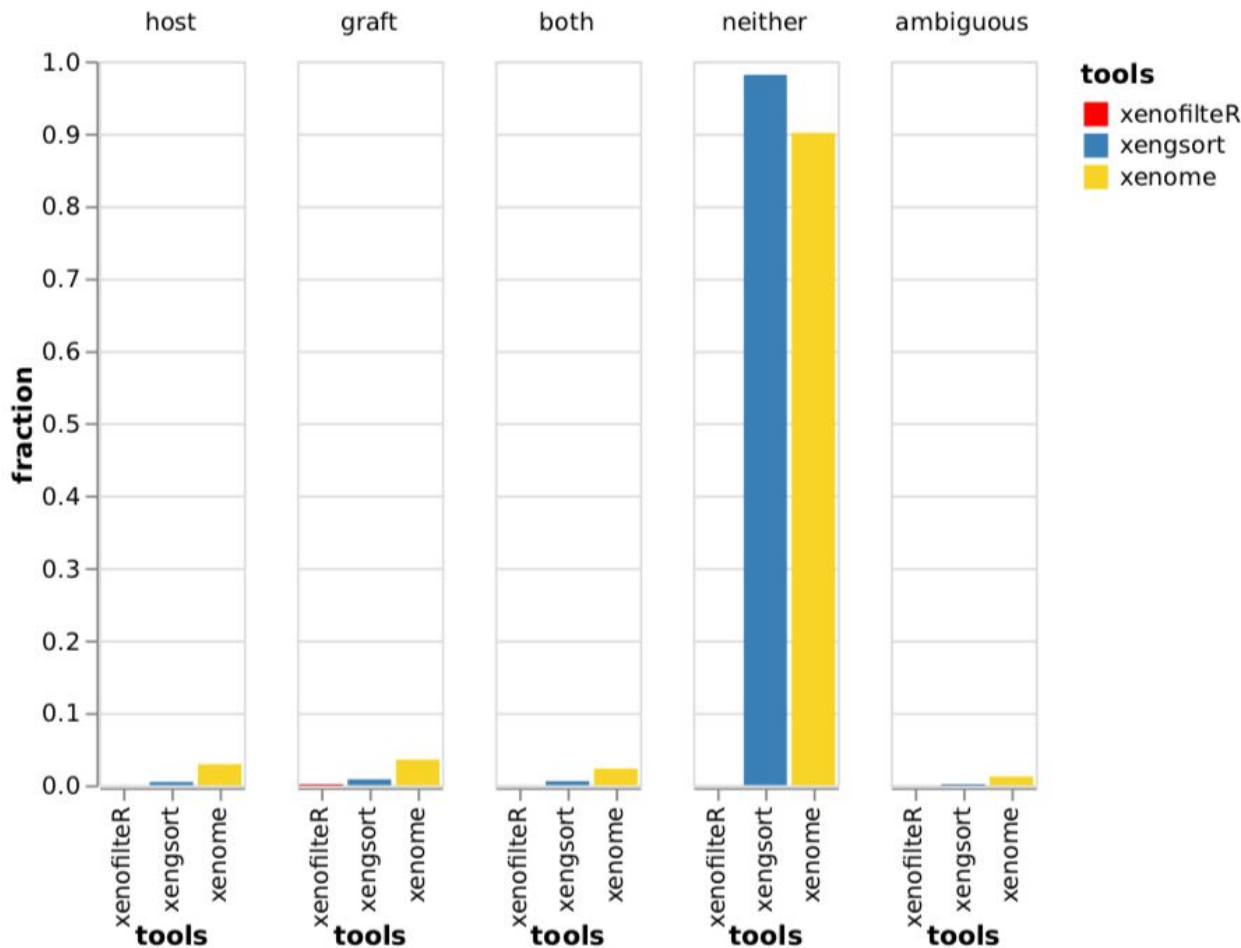 host graft both neither ambiguous
tools
xenofilteR
xengsort
xenome
fraction
1.0
0.9
0.8
0.7
0.6
0.5
0.4
0.3
0.2
0.1
0.0
xenofilteR xengsort xenome xenofilteR xengsort xenome xenofilteR xengsort xenome xenofilteR xengsort xenome xenofilteR xengsort xenome
tools tools tools tools tools